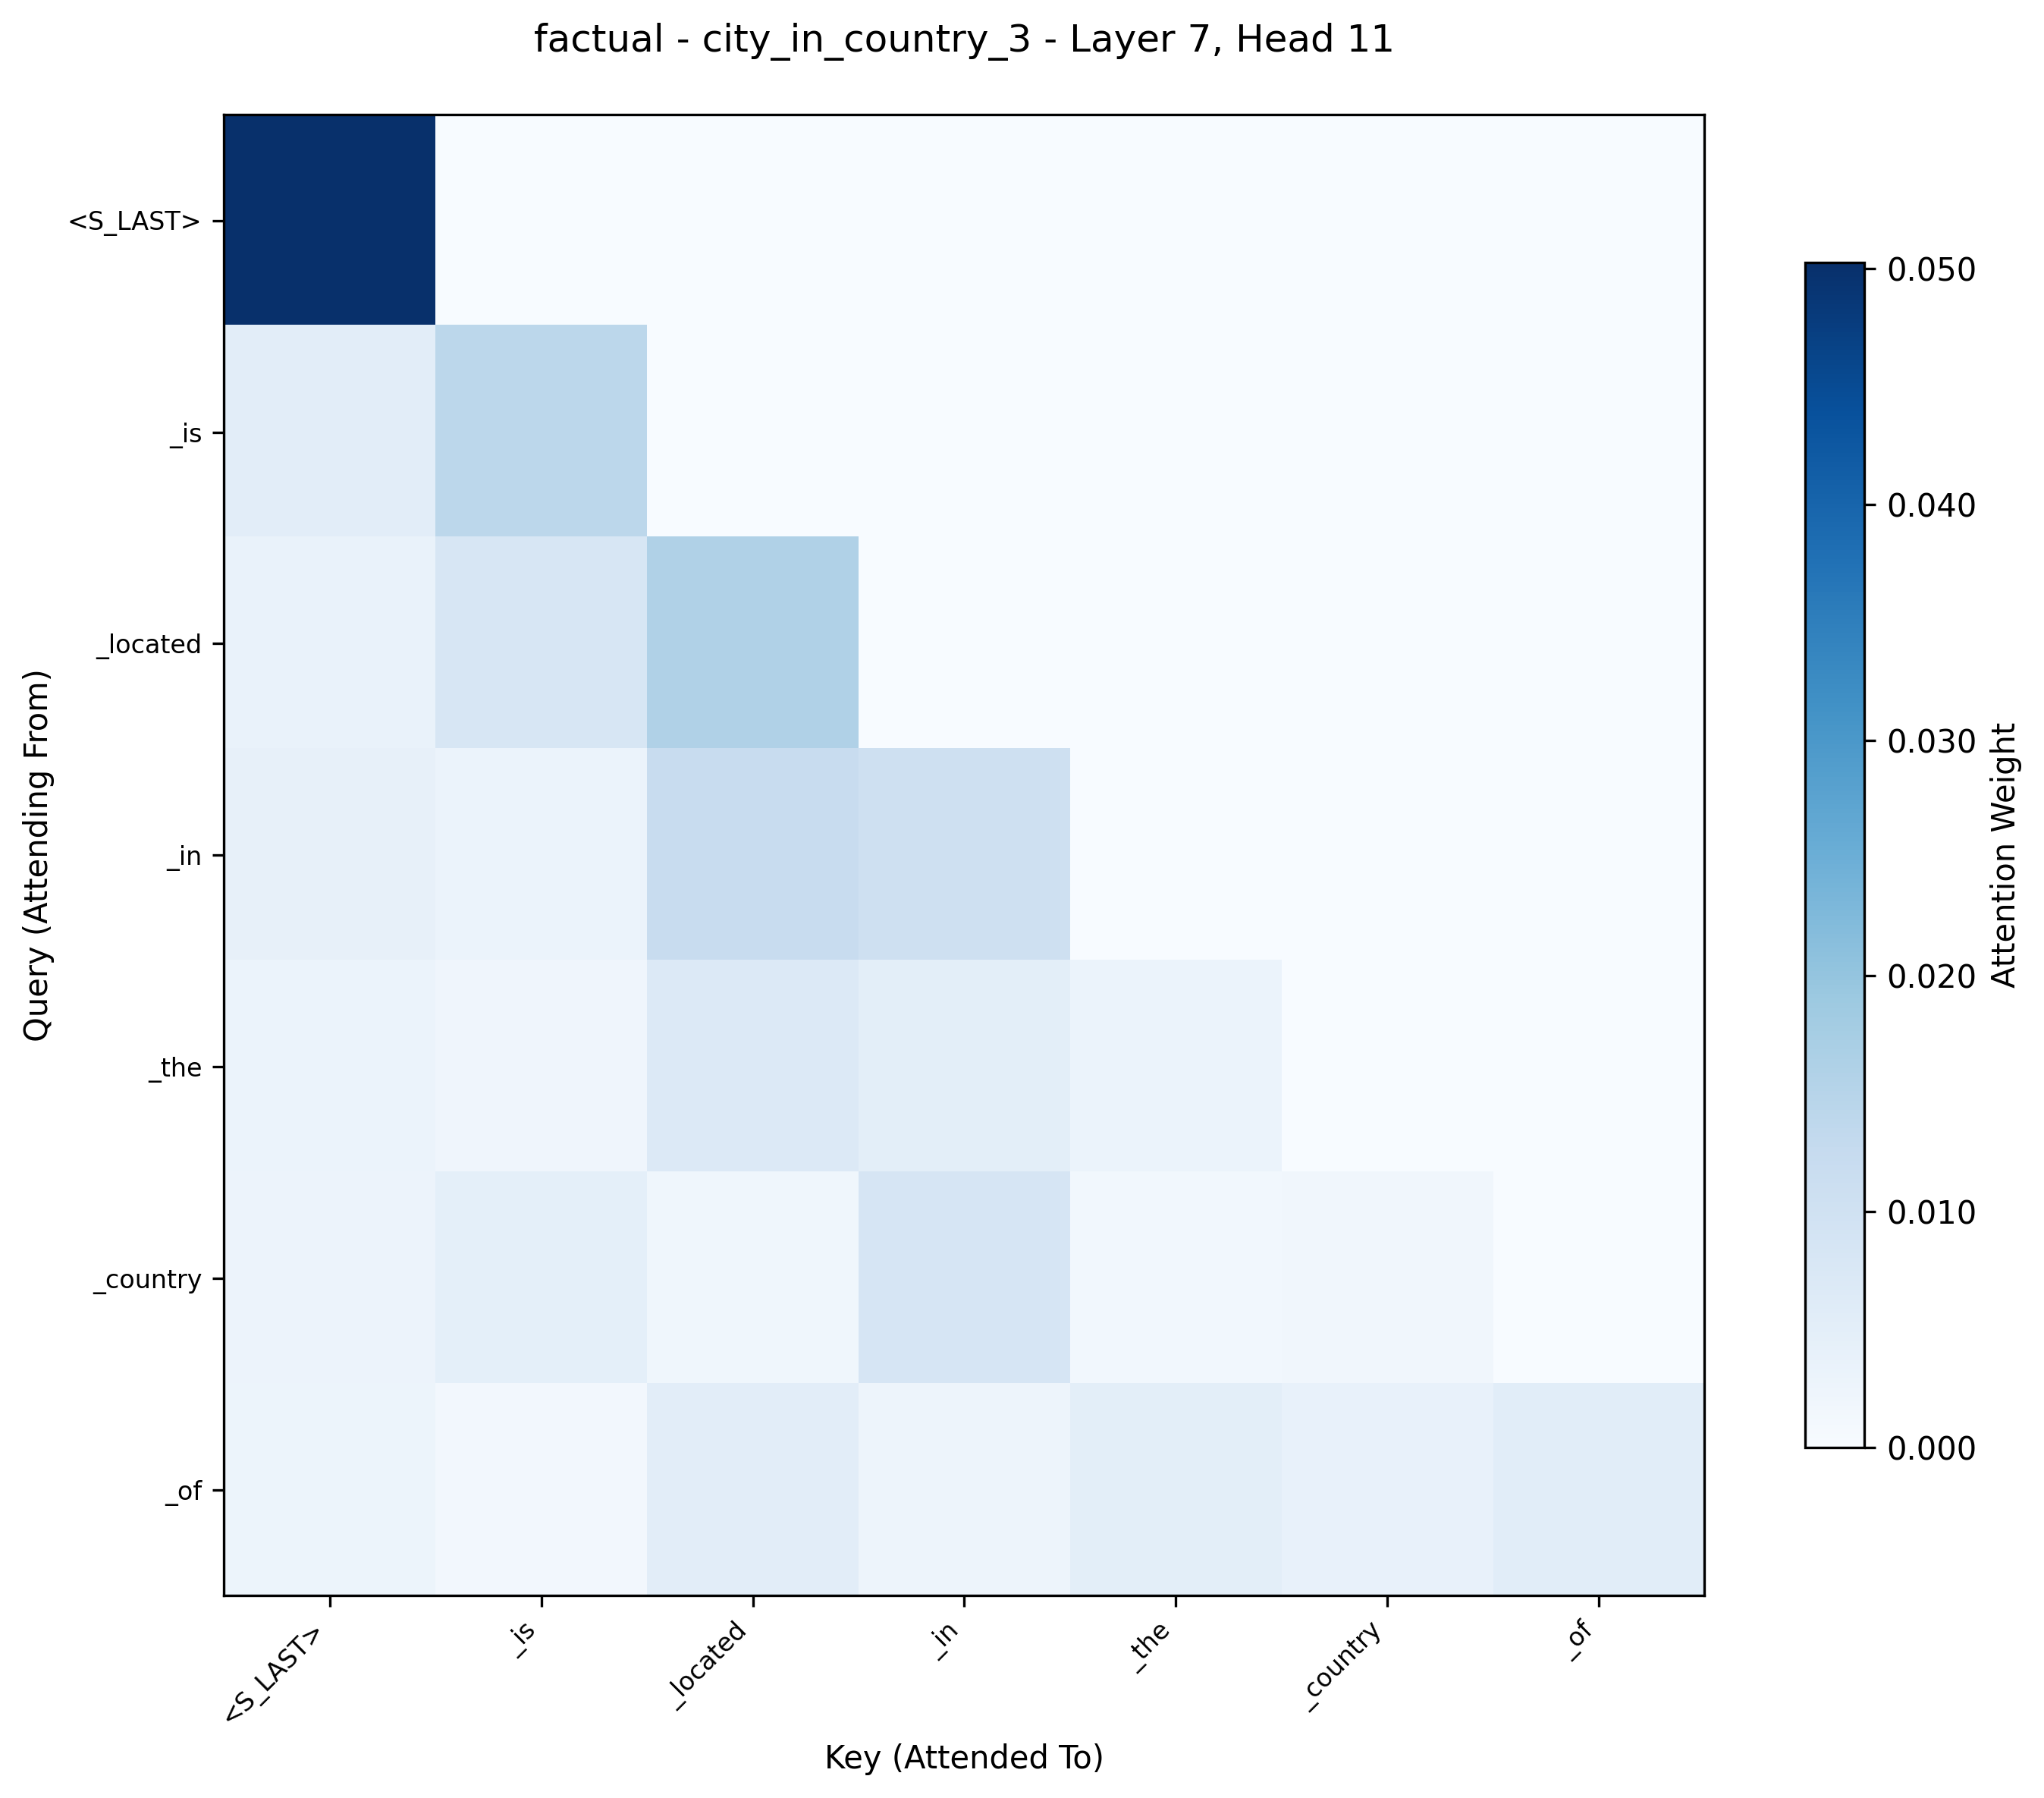 factual - city_in_country_3 - Layer 7, Head 11
Query (Attending From)
<S_LAST>
_is
_located
_in
_the
_country
_of
<S_LAST>
_is
_located
_in
_the
_country
_of
Key (Attended To)
0.050
0.040
0.030
0.020
0.010
0.000
Attention Weight